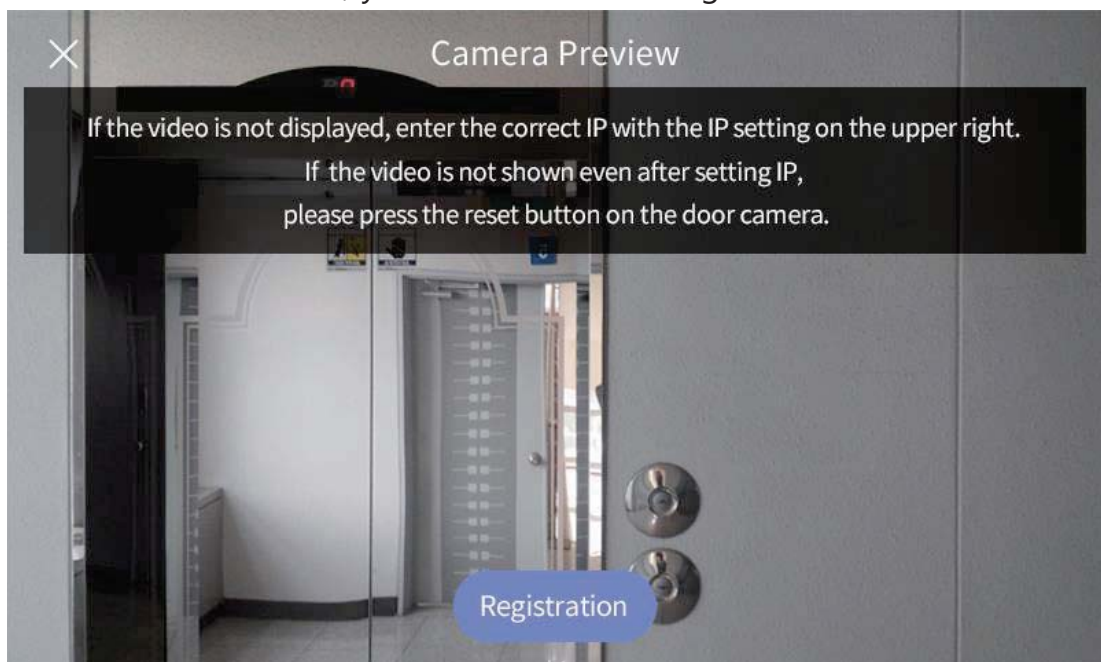 Camera Preview
If the video is not displayed, enter the correct IP with the IP setting on the upper right.
If the video is not shown even after setting IP,
please press the reset button on the door camera.
Registration